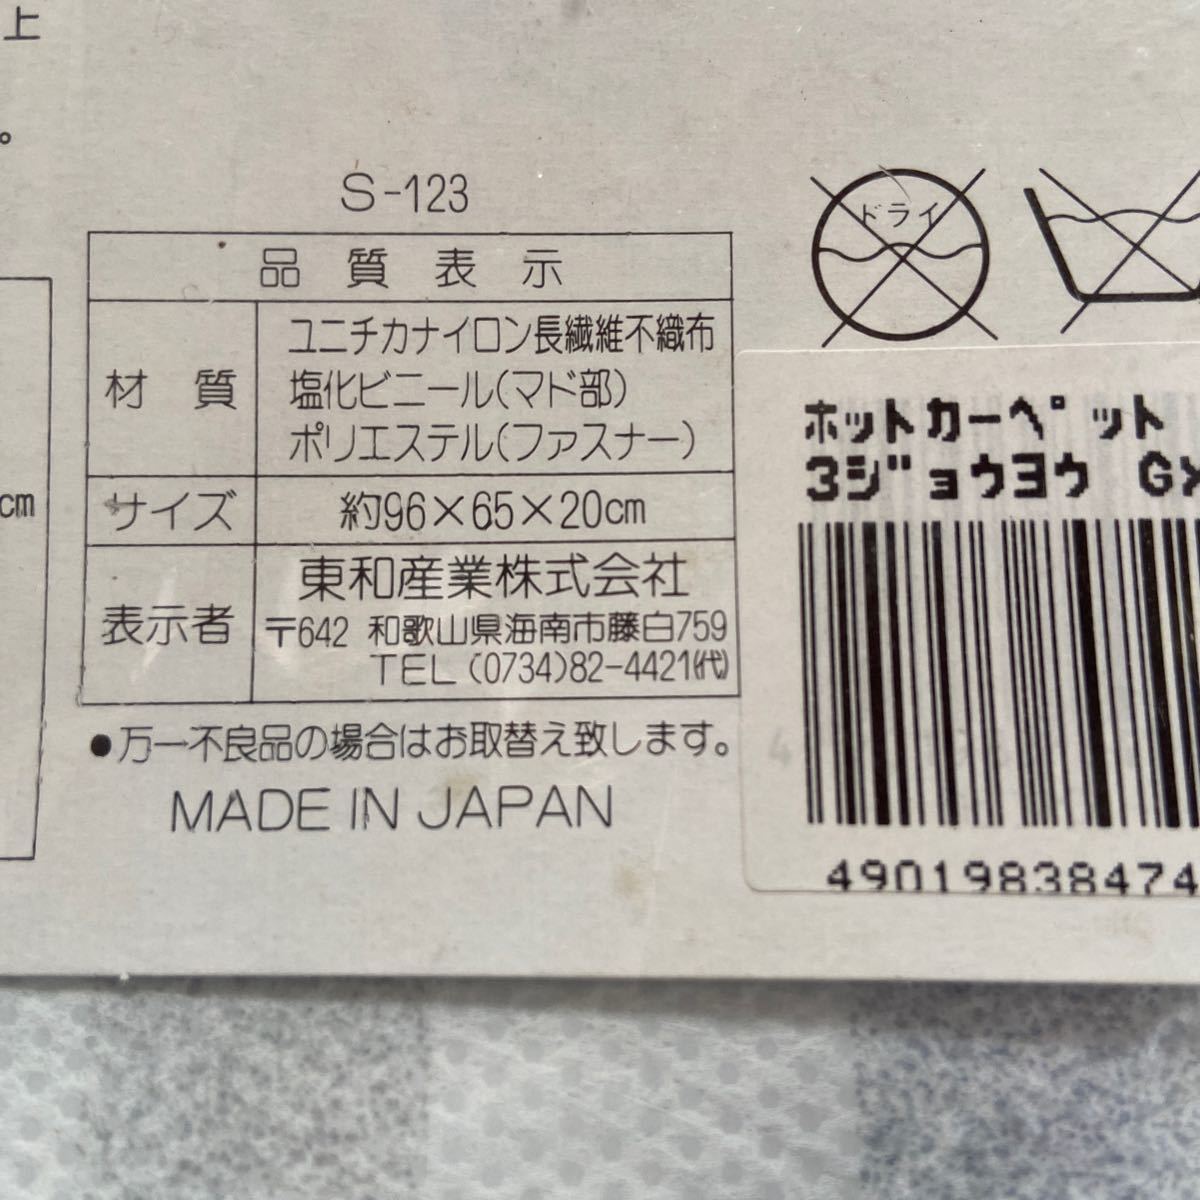 上
。
S-123
品質表示
材質
ユニチカナイロン長繊維不織布
塩化ビニール(マド部)
ポリエステル(ファスナー)
サイズ
約96×65×20cm
表示者
東和産業株式会社
〒642 和歌山県海南市藤白759
TEL (0734)82-4421(代)
●万一不良品の場合はお取替え致します。
MADE IN JAPAN
cm
ドライ
ホットカーペット
3ジョウヨウ G
4
49019838474